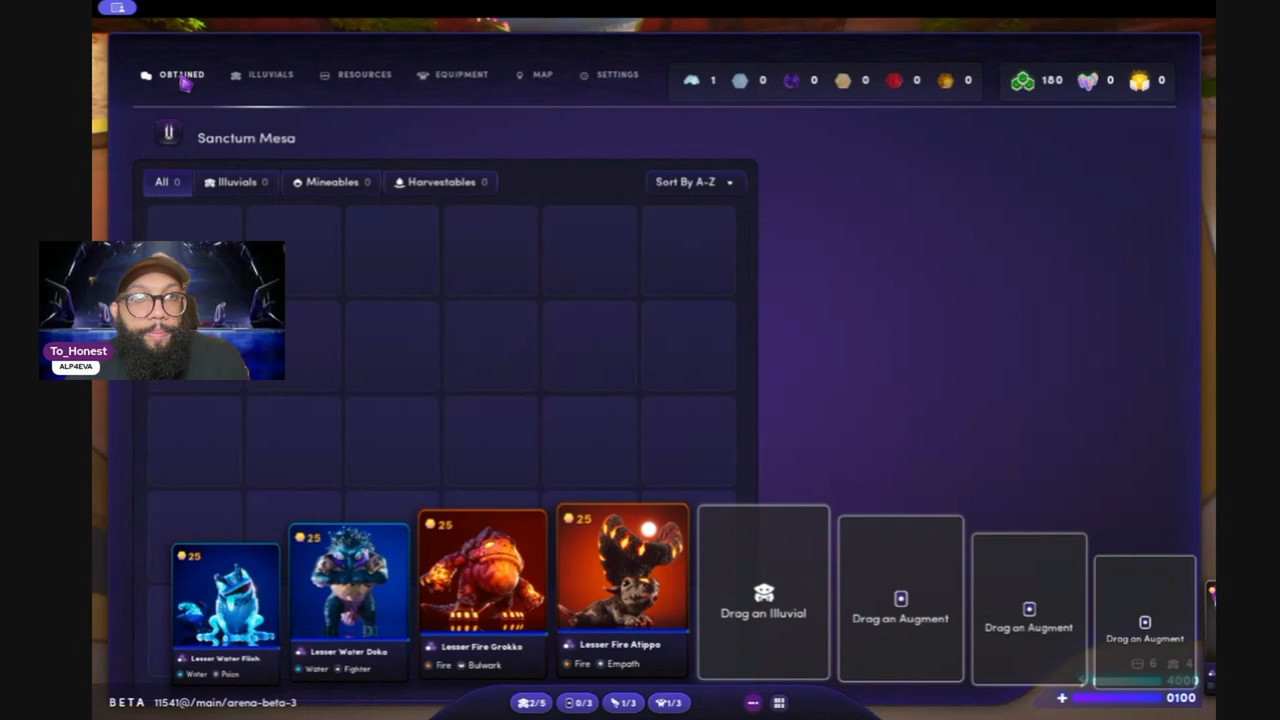 OBTAINED ILLUVIALS RESOURCES EQUIPMENT MAP SETTINGS 1 0 0 0 0 0 180 0 0
Sanctum Mesa
All 0 Illuvials 0 Mineables 0 Harvestables 0 Sort By A-Z
To_Honest
ALP4EVA
25 25 25 25
Lesser Water Fliish
Water Psion
Lesser Water Doka
Water Fighter
Lesser Fire Grokko
Fire Bulwark
Lesser Fire Atippo
Fire Empath
Drag an Illuvial
Drag an Augment
Drag an Augment
Drag an Augment
6 4
4000
BETA 11541@/main/arena-beta-3 2/5 0/3 1/3 1/3 0100